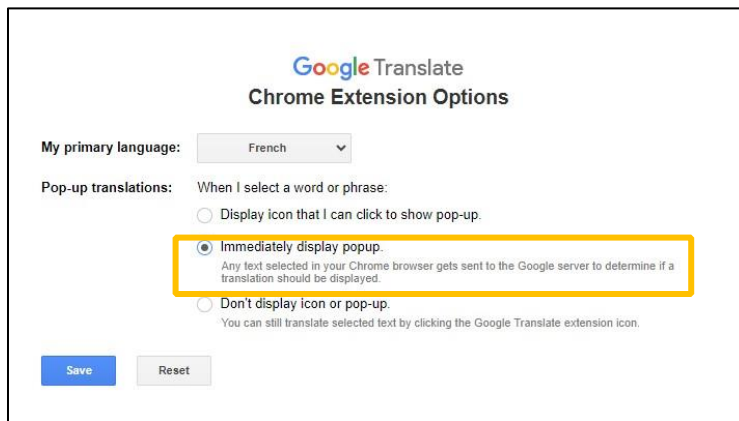 Google Translate
Chrome Extension Options
My primary language: French
Pop-up translations: When I select a word or phrase:
Display icon that I can click to show pop-up.
Immediately display popup.
Any text selected in your Chrome browser gets sent to the Google server to determine if a
translation should be displayed.
Don't display icon or pop-up.
You can still translate selected text by clicking the Google Translate extension icon.
Save Reset